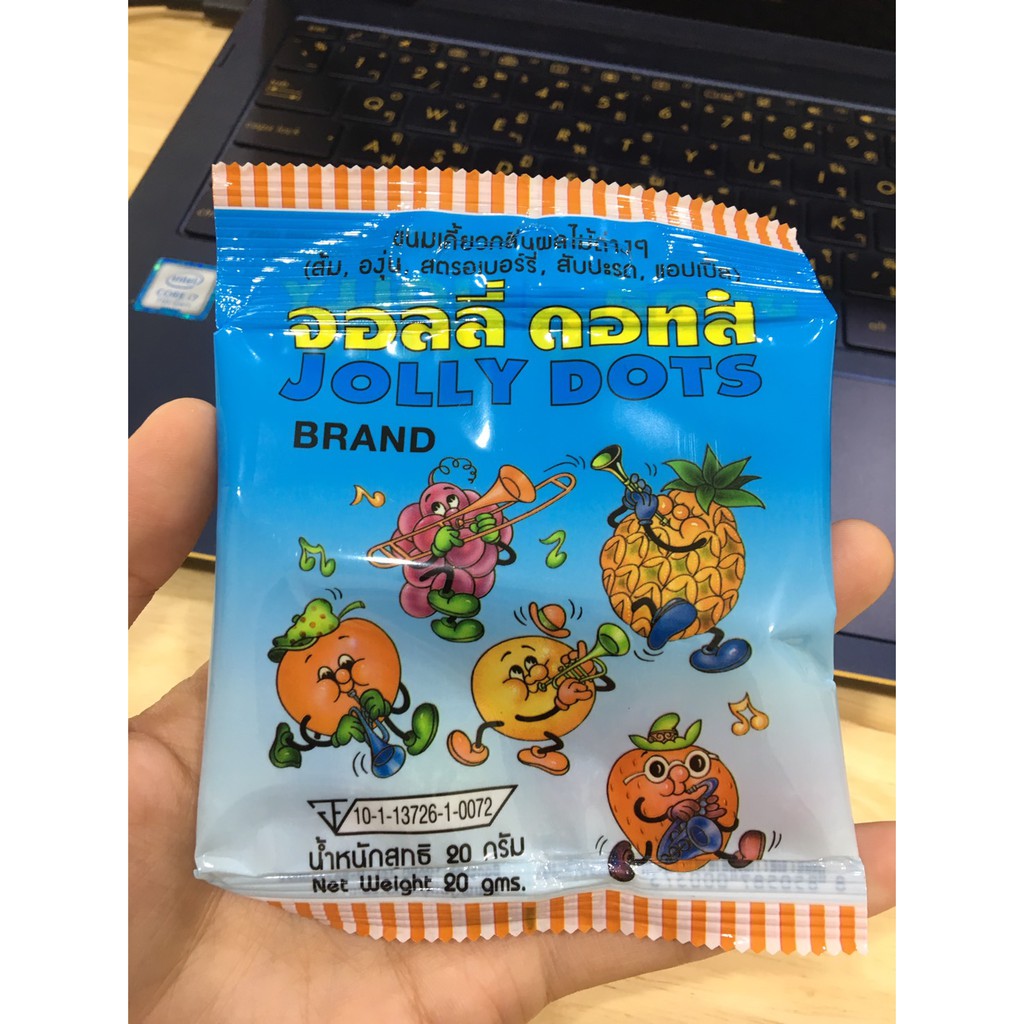 ขนมเคี้ยวกลิ่นผลไม้ต่างๆ
(ส้ม, องุ่น, สตรอเบอร์รี่, สับปะรด, แอปเปิล)
จอลลี่ ดอทส์
JOLLY DOTS
BRAND
10-1-13726-1-0072
น้ำหนักสุทธิ 20 กรัม
Net Weight 20 gms.
intel
CORE i7